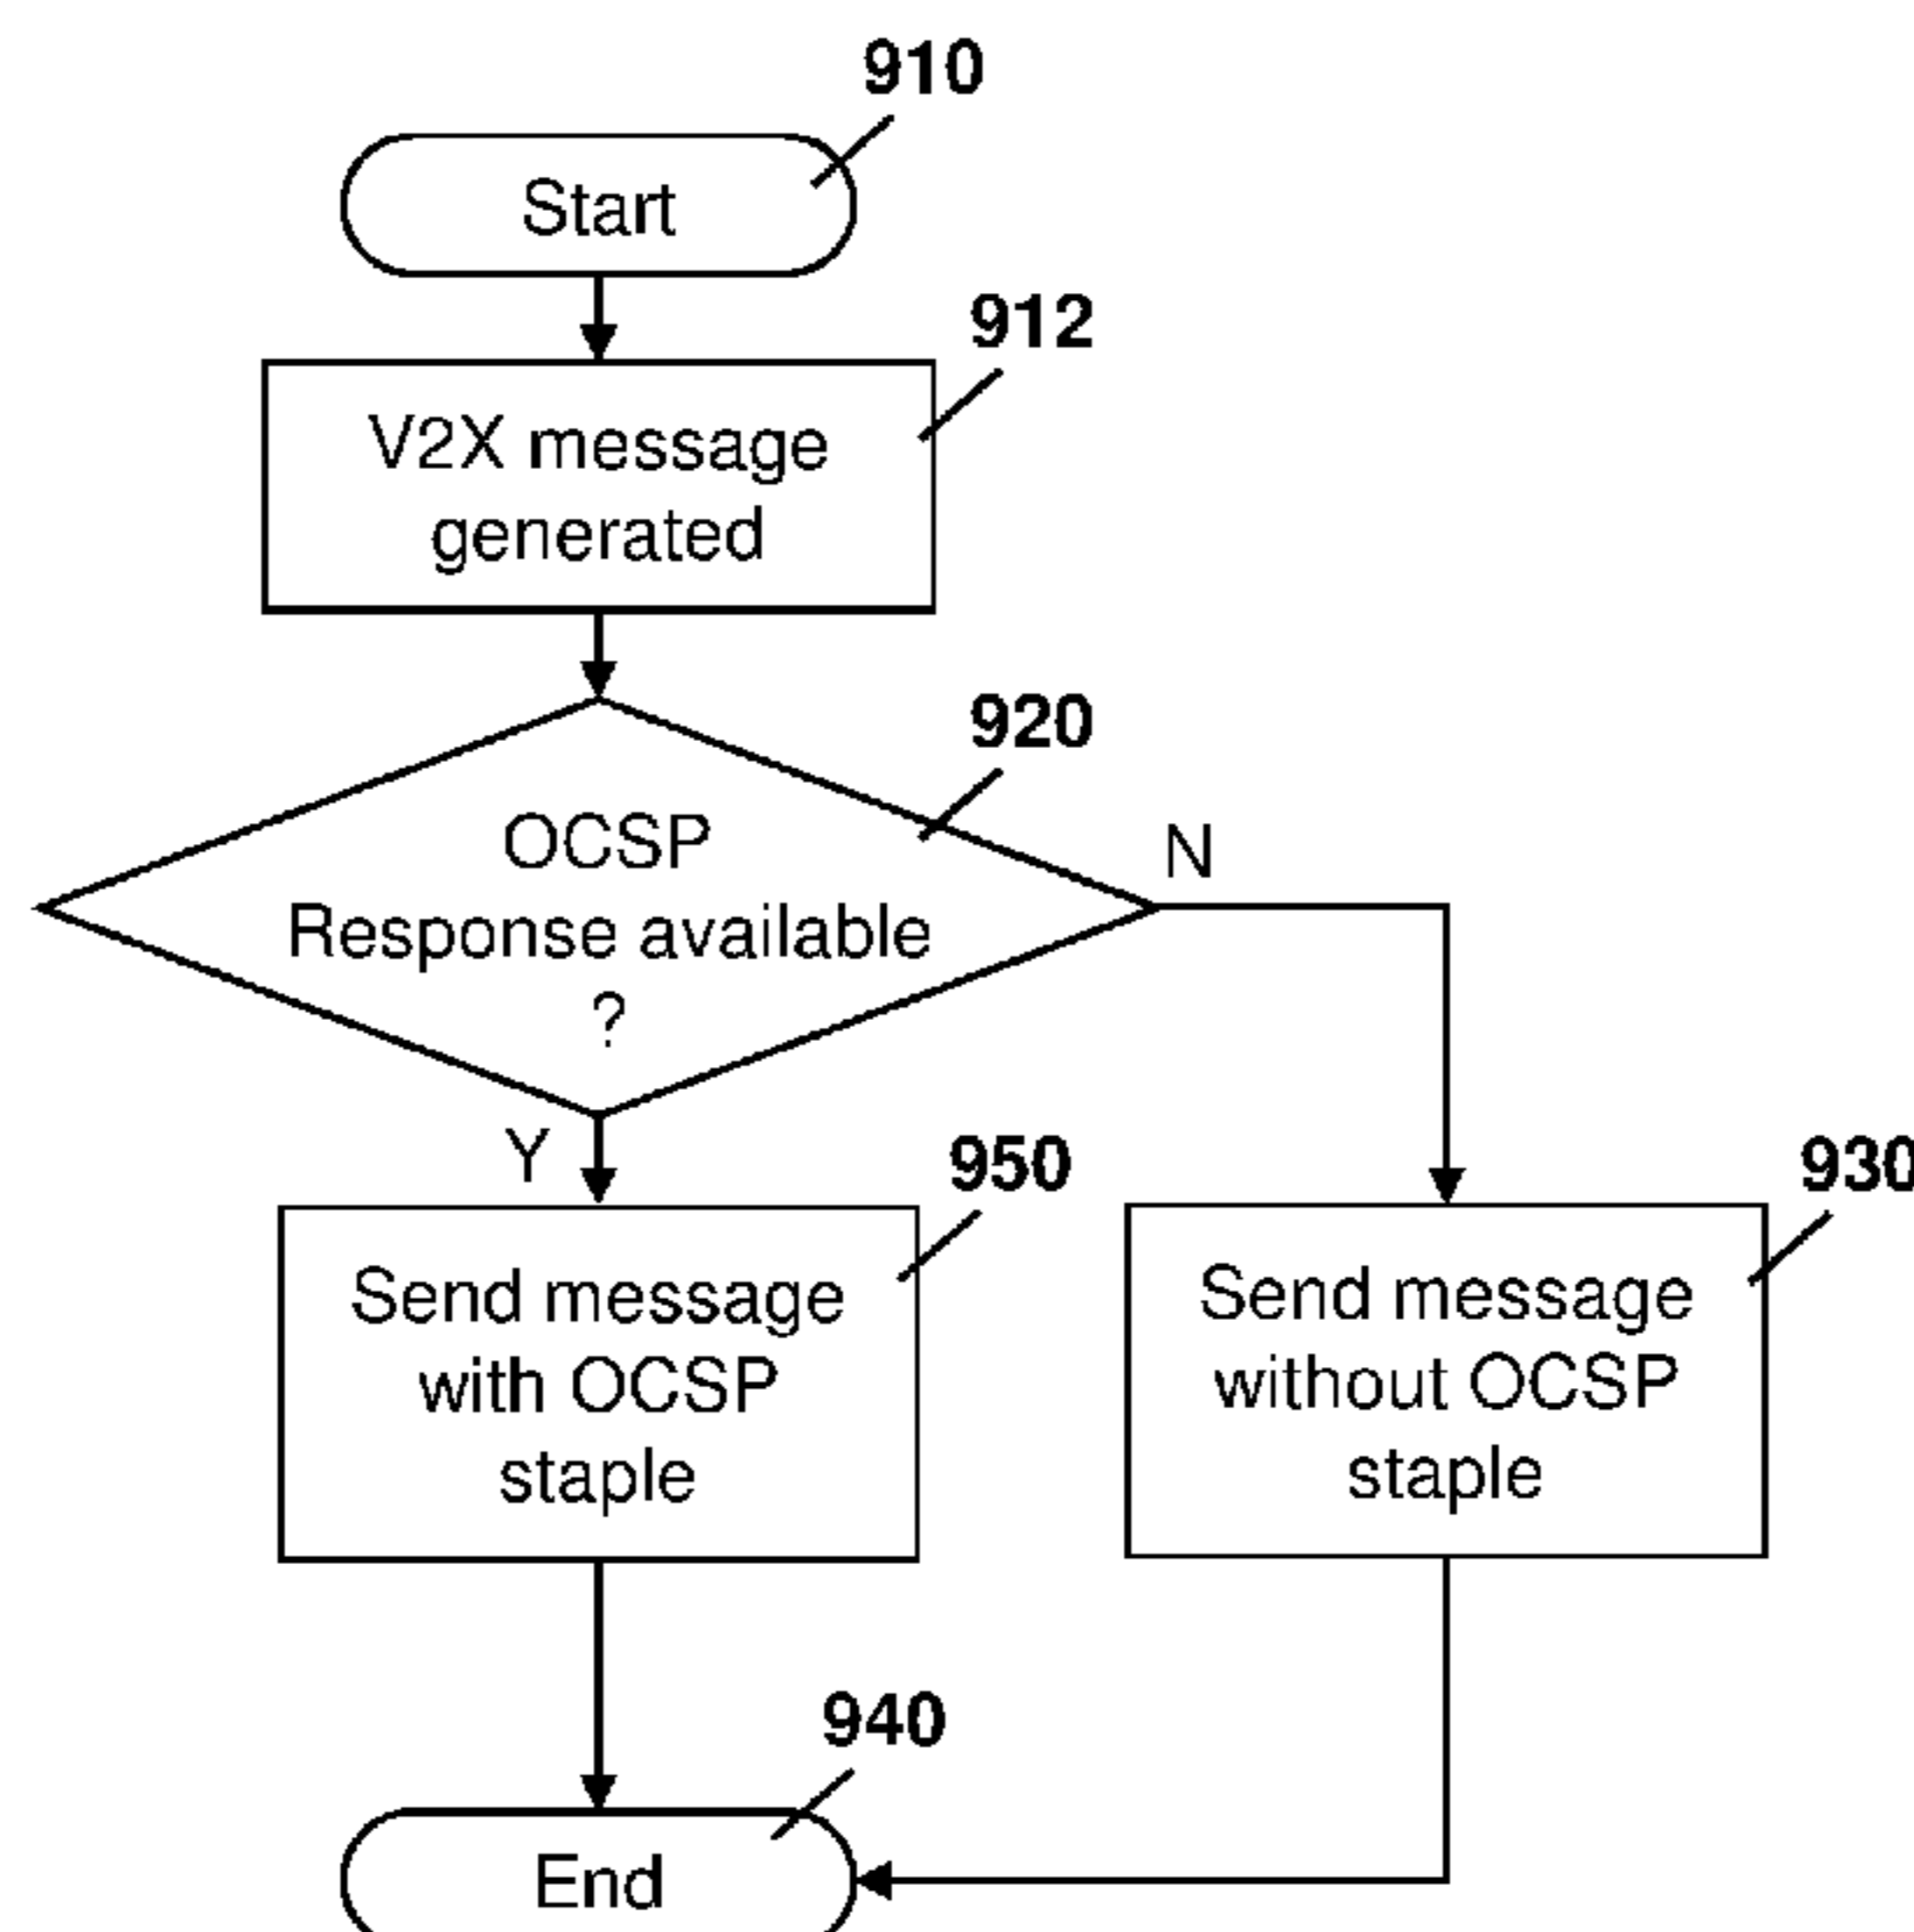 910
Start
912
V2X message
generated
920
OCSP
Response available
?
N
Y
950
Send message
with OCSP
staple
930
Send message
without OCSP
staple
940
End